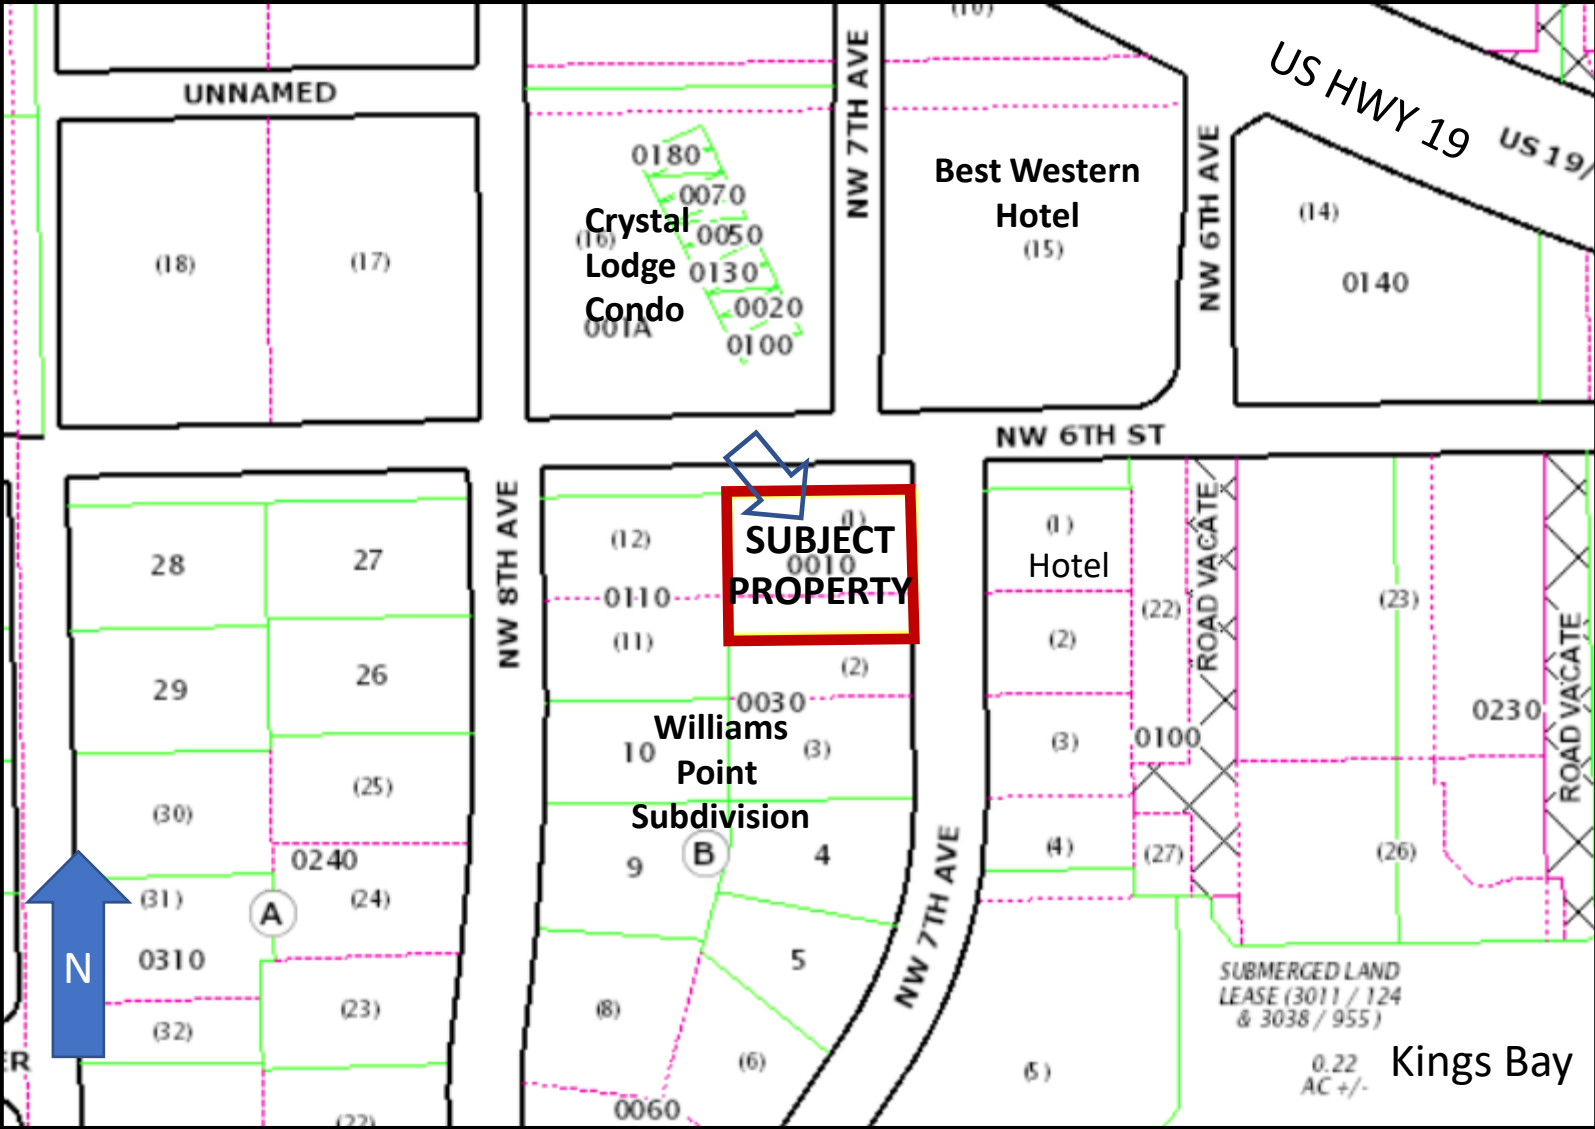 (16)
UNNAMED
NW 7TH AVE
US HWY 19
US 19/
NW 6TH AVE
0180
0070
Crystal
(16)
0050
Lodge
0130
Condo
0020
001A
0100
Best Western
Hotel
(15)
(14)
0140
(18)
(17)
NW 6TH ST
NW 8TH AVE
28
27
29
26
(30)
(25)
0240
(31)
A
(24)
0310
N
(32)
(23)
ER
(22)
(12)
0110
(11)
(1)
SUBJECT
0010
PROPERTY
(2)
0030
Williams
10
Point
(3)
Subdivision
9
B
4
5
(8)
(6)
0060
NW 7TH AVE
(1)
Hotel
(2)
(3)
(4)
(5)
(22)
0100
(27)
ROAD VACATE
(23)
0230
(26)
ROAD VACATE
SUBMERGED LAND
LEASE (3011 / 124
& 3038 / 955)
0.22
AC +/-
Kings Bay